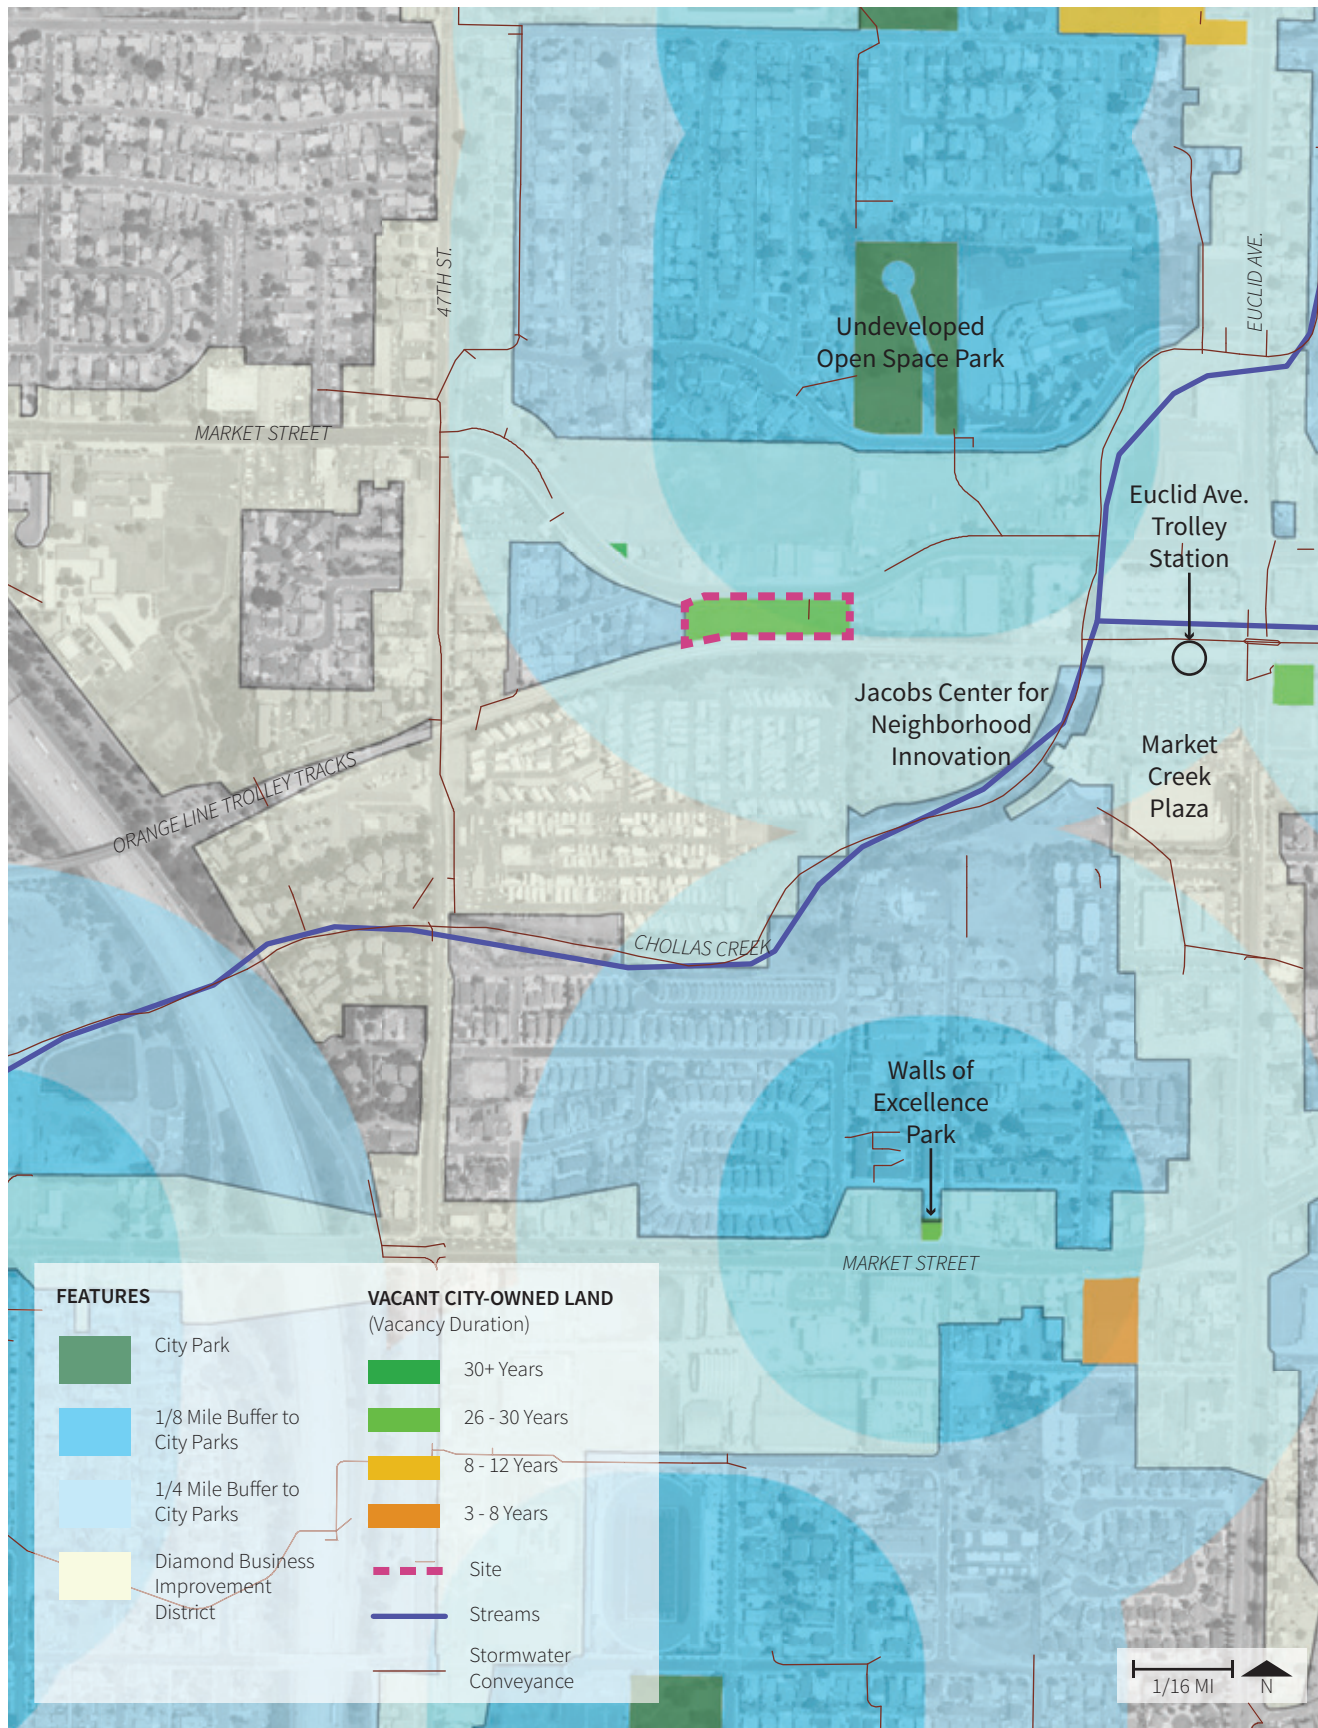 47TH ST.
EUCLID AVE.
Undeveloped
Open Space Park
MARKET STREET
Euclid Ave.
Trolley
Station
Jacobs Center for
Neighborhood
Innovation
Market
Creek
Plaza
ORANGE LINE TROLLEY TRACKS
CHOLLAS CREEK
Walls of
Excellence
Park
MARKET STREET
FEATURES
City Park
1/8 Mile Buffer to
City Parks
1/4 Mile Buffer to
City Parks
Diamond Business
Improvement
District
VACANT CITY-OWNED LAND
(Vacancy Duration)
30+ Years
26 - 30 Years
8 - 12 Years
3 - 8 Years
Site
Streams
Stormwater
Conveyance
1/16 MI
N